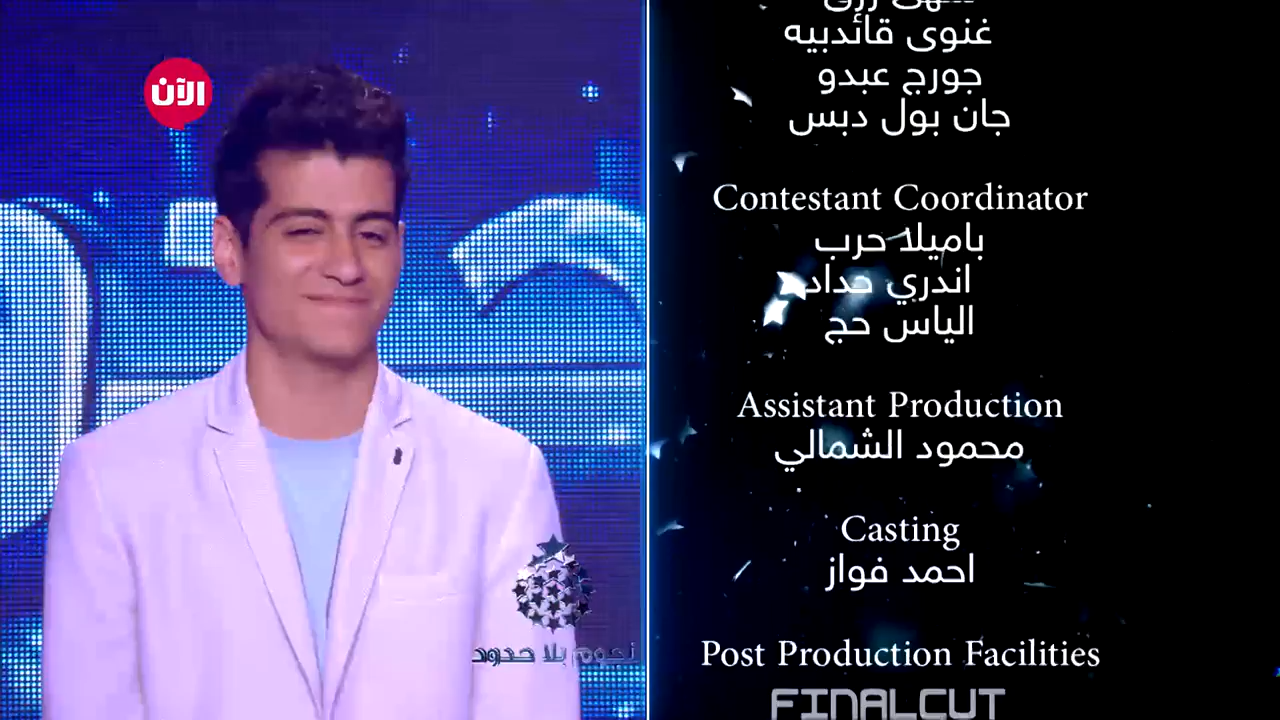 الآن
نجوم بلا حدود
غنوى قائدبيه
جورج عبدو
جان بول دبس
Contestant Coordinator
باميلا حرب
اندري حداد
الياس حج
Assistant Production
محمود الشمالي
Casting
احمد فواز
Post Production Facilities
FINALCUT